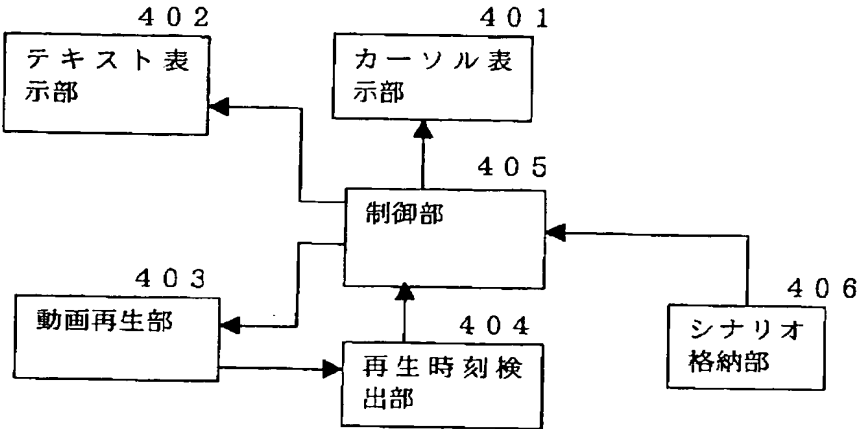 402
テキスト表
示部
401
カーソル表
示部
405
制御部
403
動画再生部
404
再生時刻検
出部
406
シナリオ
格納部